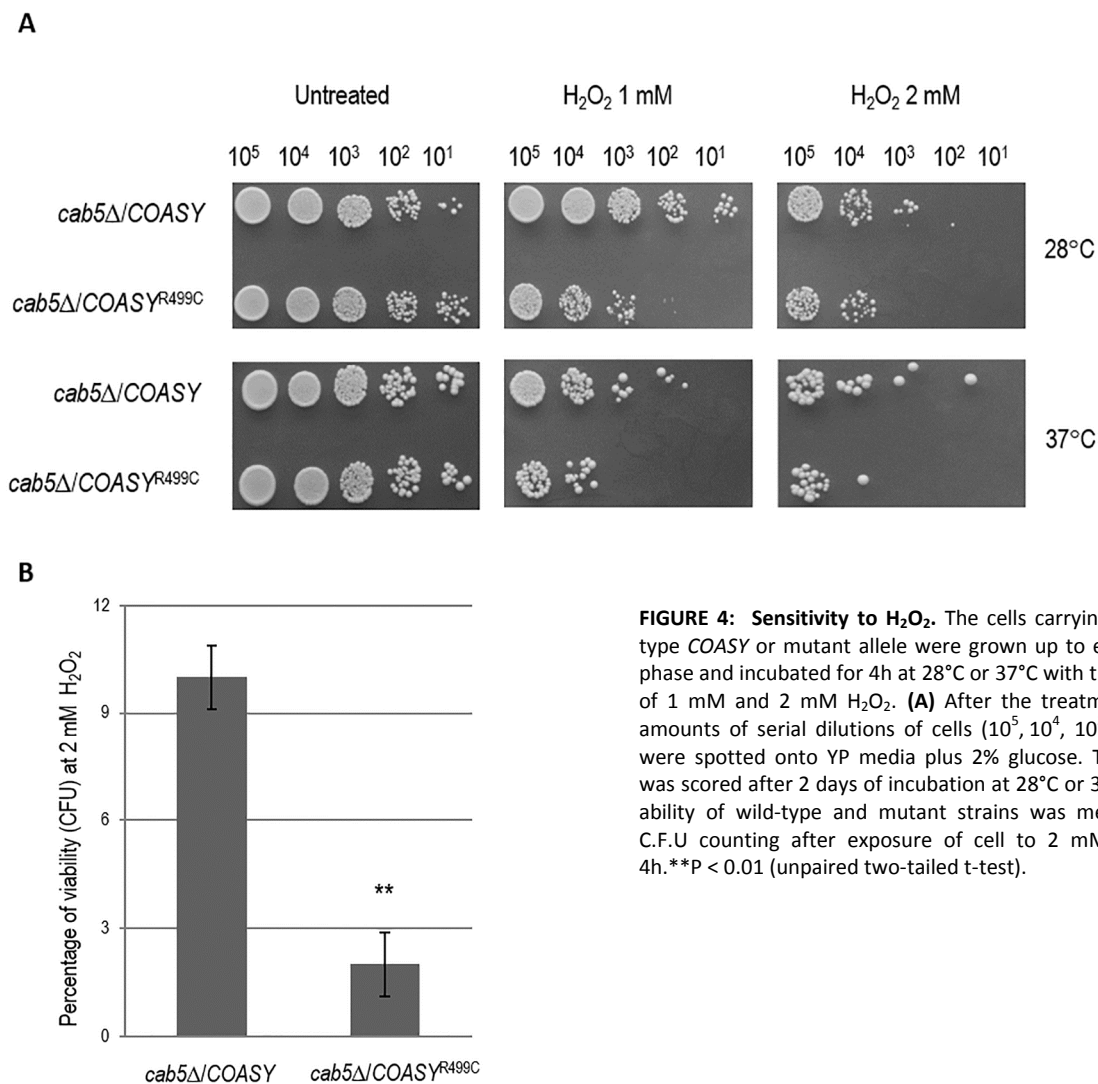 A
Untreated H₂O₂ 1 mM H₂O₂ 2 mM
10⁵ 10⁴ 10³ 10² 10¹ 10⁵ 10⁴ 10³ 10² 10¹ 10⁵ 10⁴ 10³ 10² 10¹
cab5Δ/COASY
28°C
cab5Δ/COASYᴿ⁴⁹⁹ᶜ
cab5Δ/COASY
37°C
cab5Δ/COASYᴿ⁴⁹⁹ᶜ
B
Percentage of viability (CFU) at 2 mM H₂O₂
12
9
6
3
0
**
cab5Δ/COASY cab5Δ/COASYᴿ⁴⁹⁹ᶜ
FIGURE 4: Sensitivity to H₂O₂. The cells carryin
type COASY or mutant allele were grown up to e
phase and incubated for 4h at 28°C or 37°C with t
of 1 mM and 2 mM H₂O₂. (A) After the treatm
amounts of serial dilutions of cells (10⁵, 10⁴, 10
were spotted onto YP media plus 2% glucose. T
was scored after 2 days of incubation at 28°C or 3
ability of wild-type and mutant strains was me
C.F.U counting after exposure of cell to 2 mM
4h.**P < 0.01 (unpaired two-tailed t-test).